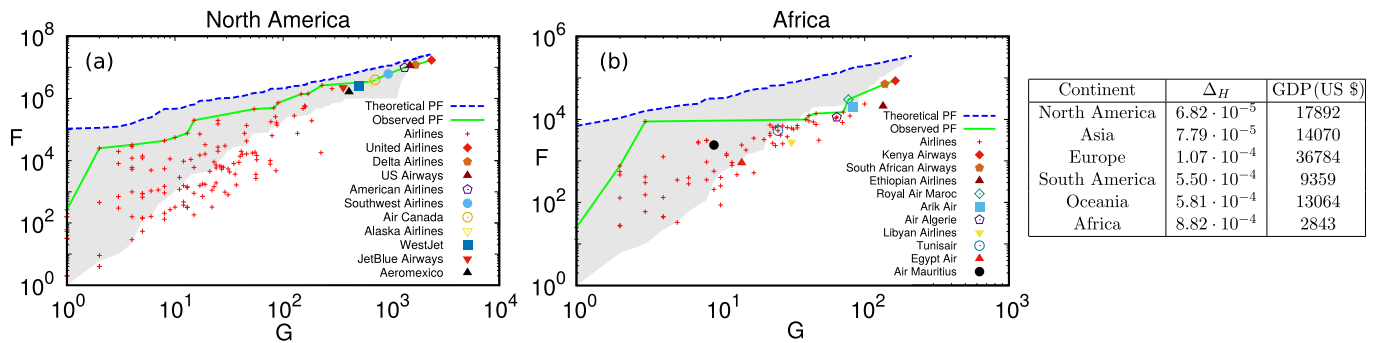 North America
(a)
F
10^8
10^6
10^4
10^2
10^0
Theoretical PF
Observed PF
Airlines
United Airlines
Delta Airlines
US Airways
American Airlines
Southwest Airlines
Air Canada
Alaska Airlines
WestJet
JetBlue Airways
Aeromexico
10^0 10^1 10^2 10^3 10^4
G
Africa
(b)
F
10^6
10^4
10^2
10^0
Theoretical PF
Observed PF
Airlines
Kenya Airways
South African Airways
Ethiopian Airlines
Royal Air Maroc
Arik Air
Air Algerie
Libyan Airlines
Tunisair
Egypt Air
Air Mauritius
10^0 10^1 10^2 10^3
G
Continent Δ_H GDP(US $)
North America 6.82 · 10^-5 17892
Asia 7.79 · 10^-5 14070
Europe 1.07 · 10^-4 36784
South America 5.50 · 10^-4 9359
Oceania 5.81 · 10^-4 13064
Africa 8.82 · 10^-4 2843